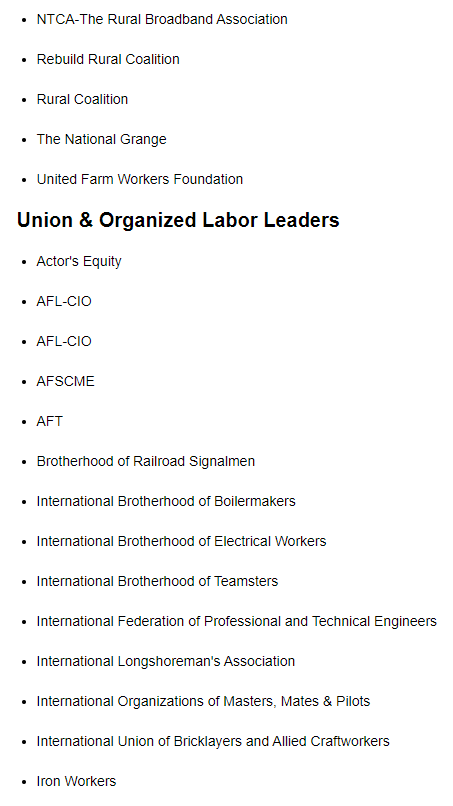 NTCA-The Rural Broadband Association
Rebuild Rural Coalition
Rural Coalition
The National Grange
United Farm Workers Foundation
Union & Organized Labor Leaders
Actor's Equity
AFL-CIO
AFL-CIO
AFSCME
AFT
Brotherhood of Railroad Signalmen
International Brotherhood of Boilermakers
International Brotherhood of Electrical Workers
International Brotherhood of Teamsters
International Federation of Professional and Technical Engineers
International Longshoreman's Association
International Organizations of Masters, Mates & Pilots
International Union of Bricklayers and Allied Craftworkers
Iron Workers